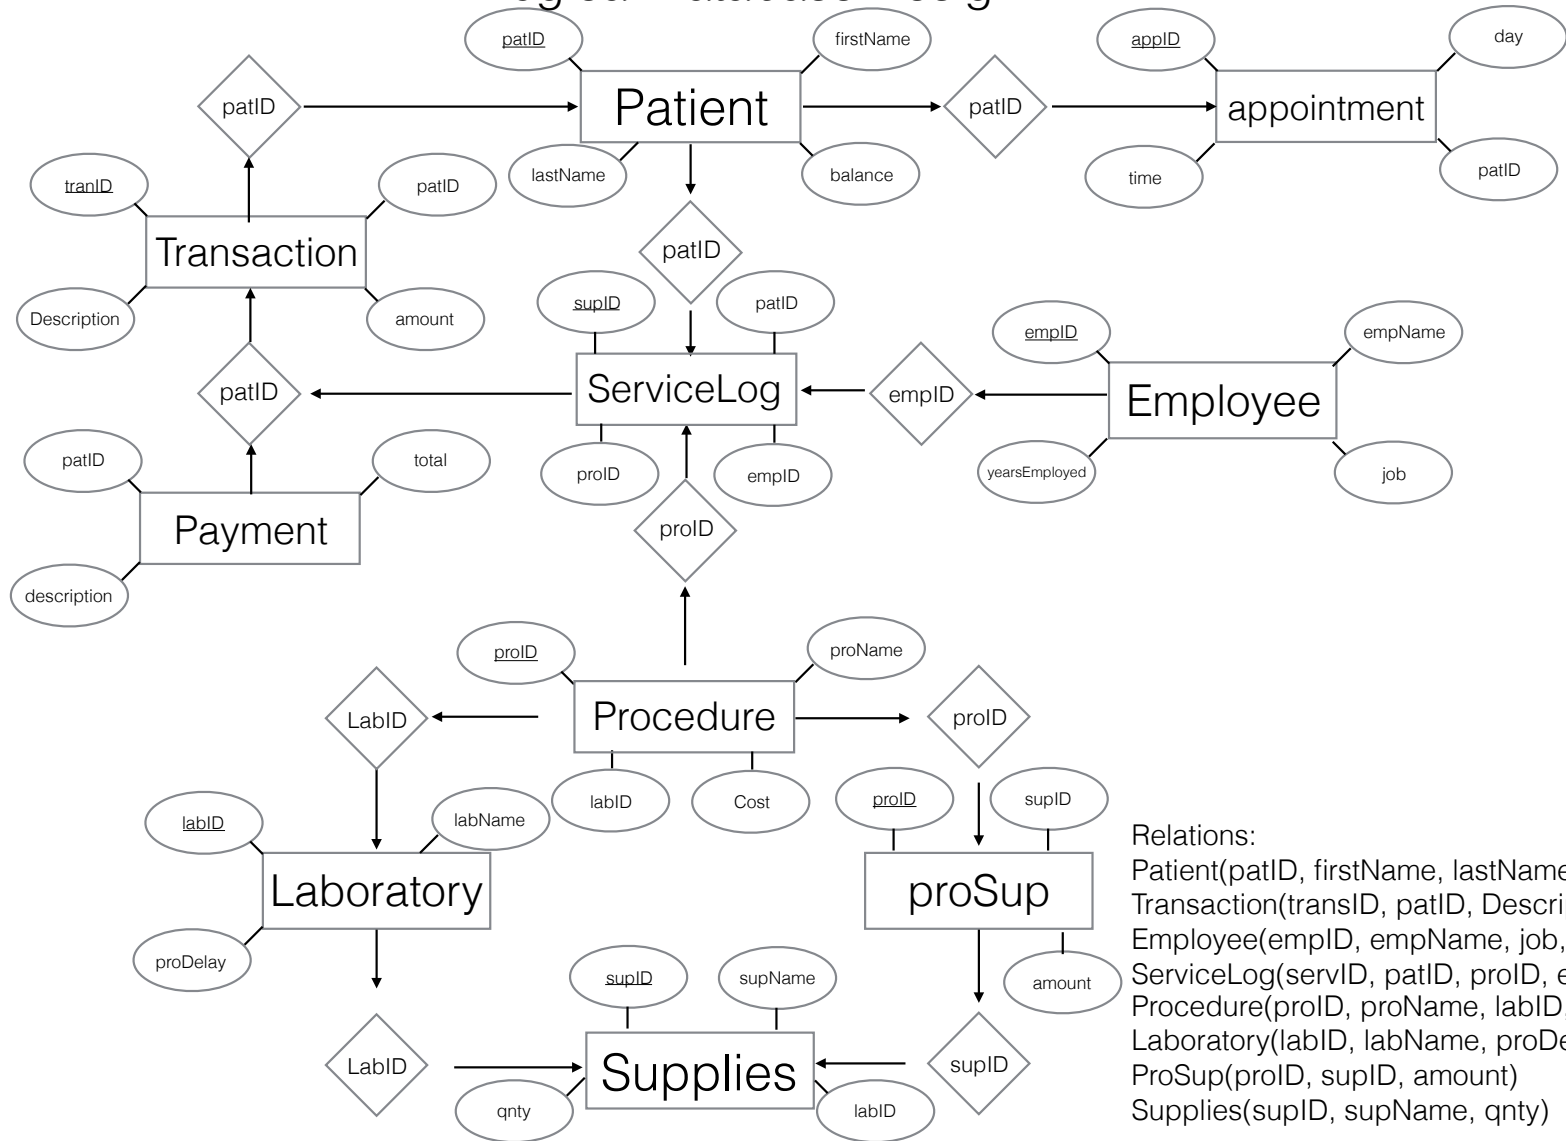 patID
firstName
appID
day
patID
Patient
patID
appointment
lastName
balance
time
patID
tranID
patID
Transaction
patID
Description
amount
supID
patID
empID
empName
patID
ServiceLog
empID
Employee
proID
empID
yearsEmployed
job
patID
total
Payment
proID
description
proID
proName
LabID
Procedure
proID
labID
Cost
proID
supID
labID
labName
Laboratory
proSup
proDelay
supID
supName
amount
LabID
Supplies
supID
qnty
labID
Relations:
Patient(patID, firstName, lastName
Transaction(transID, patID, Descri
Employee(empID, empName, job,
ServiceLog(servID, patID, proID, e
Procedure(proID, proName, labID,
Laboratory(labID, labName, proDe
ProSup(proID, supID, amount)
Supplies(supID, supName, qnty)